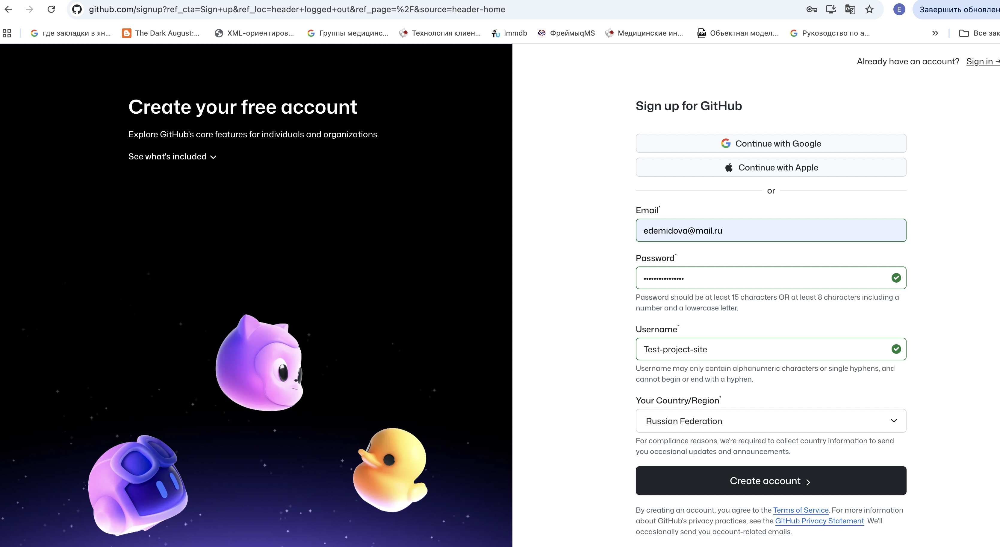 github.com/signup?ref_cta=Sign+up&ref_loc=header+logged+out&ref_page=%2F&source=header-home
E
Завершить обновлен
где закладки в ян...
The Dark August:...
XML-ориентиров...
Группы медицинс...
Технология клиен...
Immdb
ФреймыqMS
Медицинские ин...
PPT
Объектная модел...
Руководство по а...
Все зак
Already have an account? Sign in →
Create your free account
Explore GitHub's core features for individuals and organizations.
See what's included
Sign up for GitHub
Continue with Google
Continue with Apple
or
Email*
edemidova@mail.ru
Password*
••••••••••••••••
Password should be at least 15 characters OR at least 8 characters including a
number and a lowercase letter.
Username*
Test-project-site
Username may only contain alphanumeric characters or single hyphens, and
cannot begin or end with a hyphen.
Your Country/Region*
Russian Federation
For compliance reasons, we're required to collect country information to send
you occasional updates and announcements.
Create account
By creating an account, you agree to the Terms of Service. For more information
about GitHub's privacy practices, see the GitHub Privacy Statement. We'll
occasionally send you account-related emails.